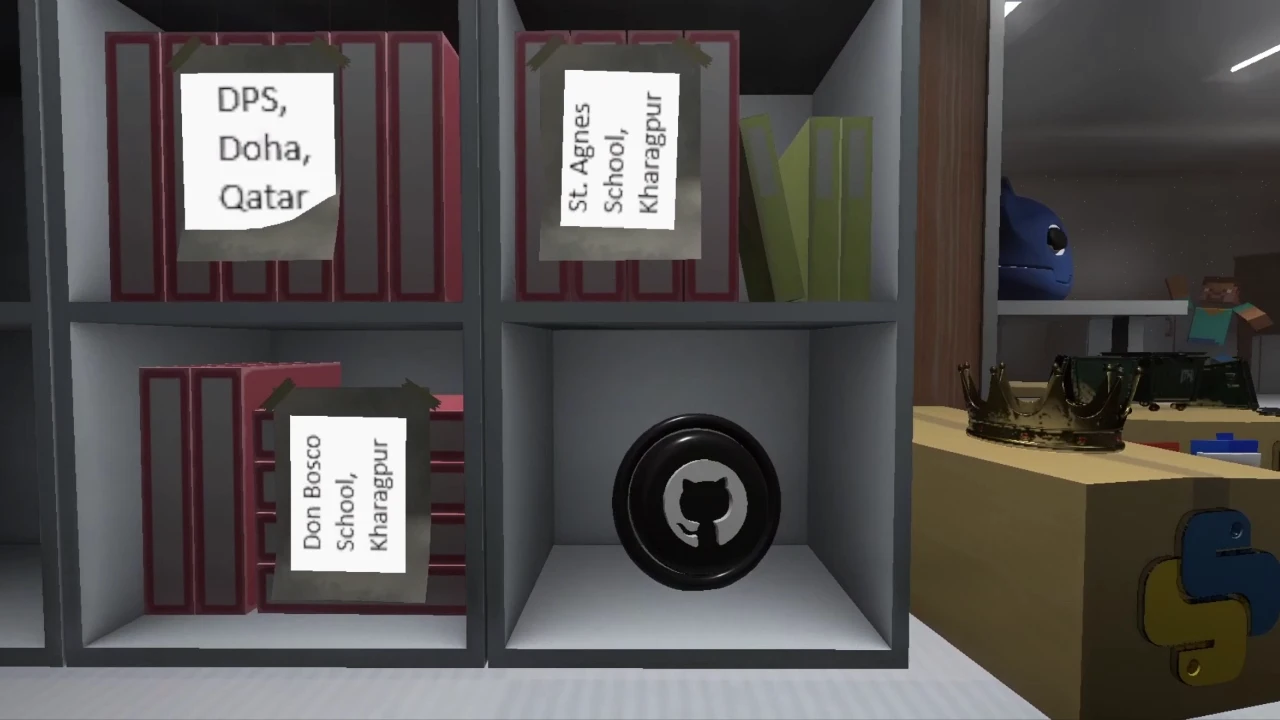 DPS,
Doha,
Qatar
St. Agnes
School,
Kharagpur
Don Bosco
School,
Kharagpur